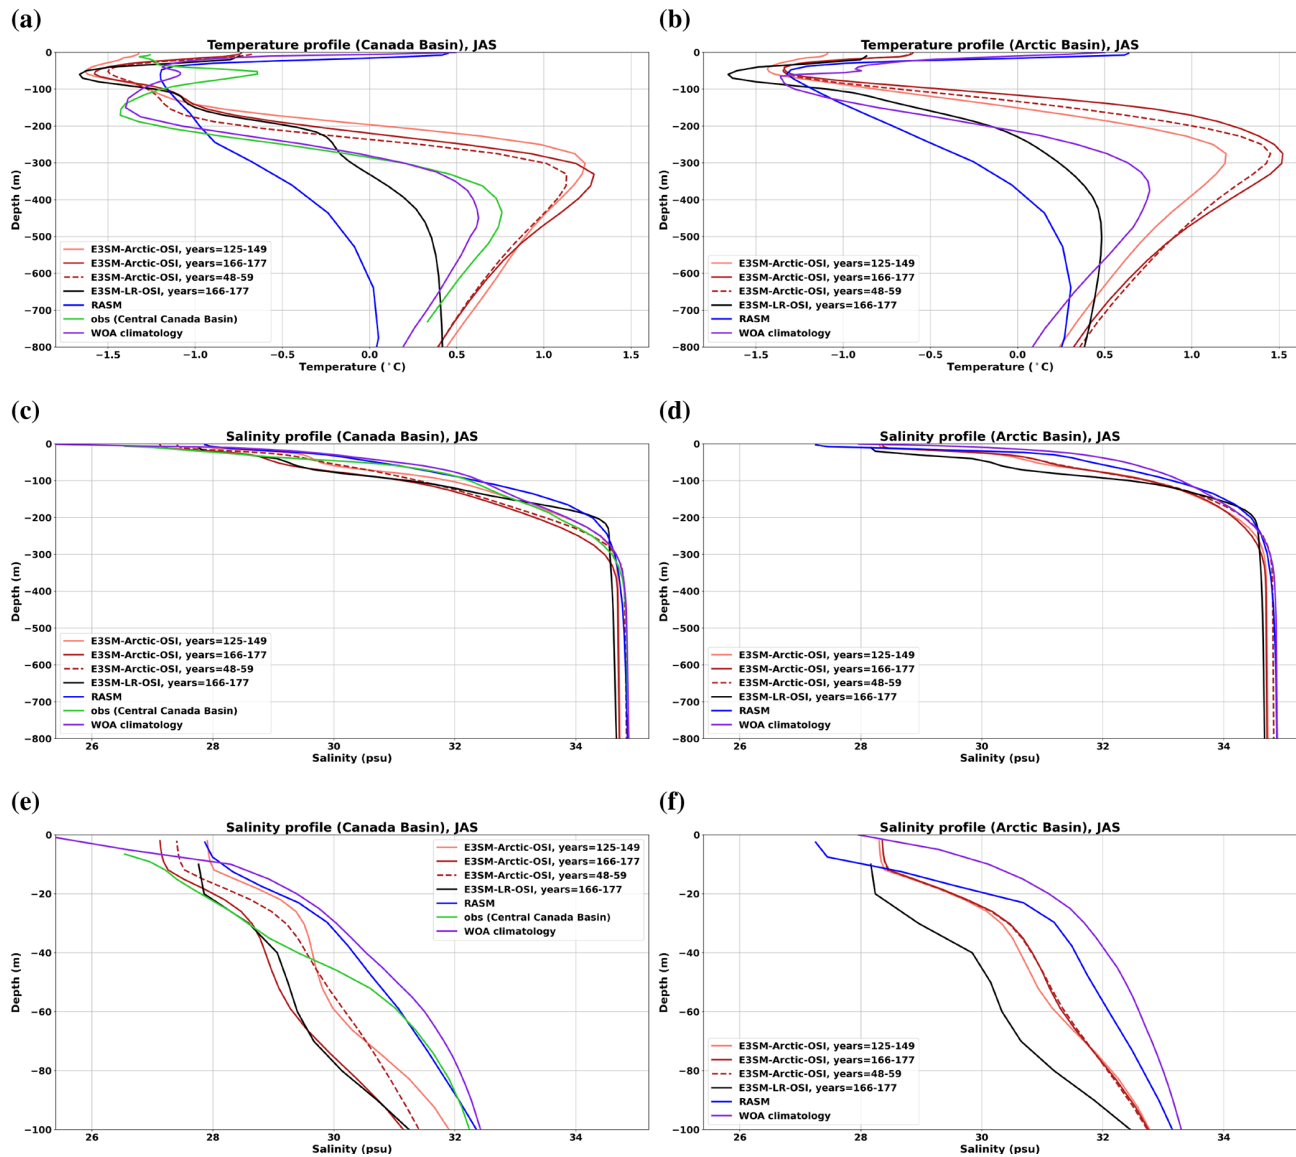 (a)
Temperature profile (Canada Basin), JAS
0
−100
−200
−300
−400
−500
−600
−700
−800
Depth (m)
E3SM-Arctic-OSI, years=125-149
E3SM-Arctic-OSI, years=166-177
E3SM-Arctic-OSI, years=48-59
E3SM-LR-OSI, years=166-177
RASM
obs (Central Canada Basin)
WOA climatology
−1.5 −1.0 −0.5 0.0 0.5 1.0 1.5
Temperature (°C)
(b)
Temperature profile (Arctic Basin), JAS
0
−100
−200
−300
−400
−500
−600
−700
−800
Depth (m)
E3SM-Arctic-OSI, years=125-149
E3SM-Arctic-OSI, years=166-177
E3SM-Arctic-OSI, years=48-59
E3SM-LR-OSI, years=166-177
RASM
WOA climatology
−1.5 −1.0 −0.5 0.0 0.5 1.0 1.5
Temperature (°C)
(c)
Salinity profile (Canada Basin), JAS
0
−100
−200
−300
−400
−500
−600
−700
−800
Depth (m)
E3SM-Arctic-OSI, years=125-149
E3SM-Arctic-OSI, years=166-177
E3SM-Arctic-OSI, years=48-59
E3SM-LR-OSI, years=166-177
RASM
obs (Central Canada Basin)
WOA climatology
26 28 30 32 34
Salinity (psu)
(d)
Salinity profile (Arctic Basin), JAS
0
−100
−200
−300
−400
−500
−600
−700
−800
Depth (m)
E3SM-Arctic-OSI, years=125-149
E3SM-Arctic-OSI, years=166-177
E3SM-Arctic-OSI, years=48-59
E3SM-LR-OSI, years=166-177
RASM
WOA climatology
26 28 30 32 34
Salinity (psu)
(e)
Salinity profile (Canada Basin), JAS
0
−20
−40
−60
−80
−100
Depth (m)
E3SM-Arctic-OSI, years=125-149
E3SM-Arctic-OSI, years=166-177
E3SM-Arctic-OSI, years=48-59
E3SM-LR-OSI, years=166-177
RASM
obs (Central Canada Basin)
WOA climatology
26 28 30 32 34
Salinity (psu)
(f)
Salinity profile (Arctic Basin), JAS
0
−20
−40
−60
−80
−100
Depth (m)
E3SM-Arctic-OSI, years=125-149
E3SM-Arctic-OSI, years=166-177
E3SM-Arctic-OSI, years=48-59
E3SM-LR-OSI, years=166-177
RASM
WOA climatology
26 28 30 32 34
Salinity (psu)